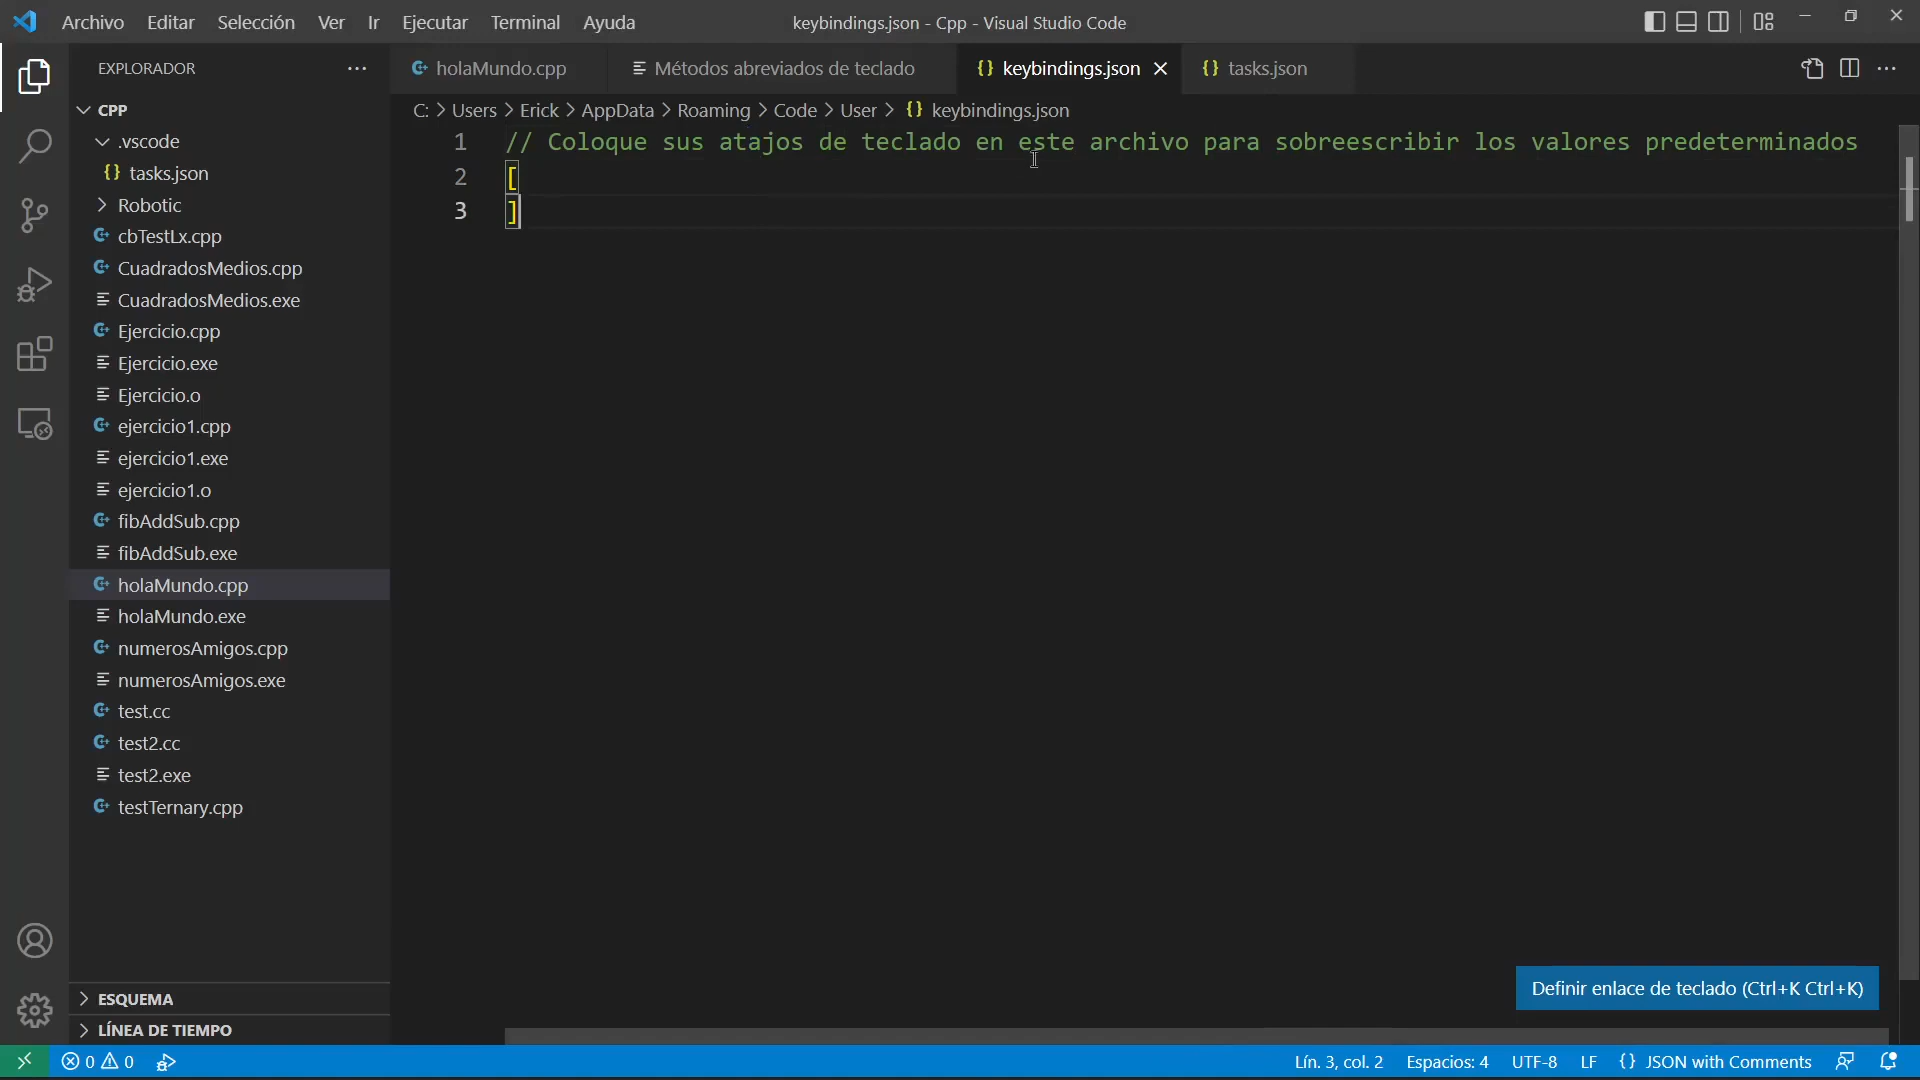 Archivo Editar Selección Ver Ir Ejecutar Terminal Ayuda
keybindings.json - Cpp - Visual Studio Code
EXPLORADOR
holaMundo.cpp
Métodos abreviados de teclado
keybindings.json
tasks.json
C: > Users > Erick > AppData > Roaming > Code > User > {} keybindings.json
CPP
.vscode
{} tasks.json
Robotic
cbTestLx.cpp
CuadradosMedios.cpp
CuadradosMedios.exe
Ejercicio.cpp
Ejercicio.exe
Ejercicio.o
ejercicio1.cpp
ejercicio1.exe
ejercicio1.o
fibAddSub.cpp
fibAddSub.exe
holaMundo.cpp
holaMundo.exe
numerosAmigos.cpp
numerosAmigos.exe
test.cc
test2.cc
test2.exe
testTernary.cpp
ESQUEMA
LÍNEA DE TIEMPO
1 // Coloque sus atajos de teclado en este archivo para sobreescribir los valores predeterminados
2 [
3 ]
Definir enlace de teclado (Ctrl+K Ctrl+K)
0 0
Lín. 3, col. 2 Espacios: 4 UTF-8 LF {} JSON with Comments